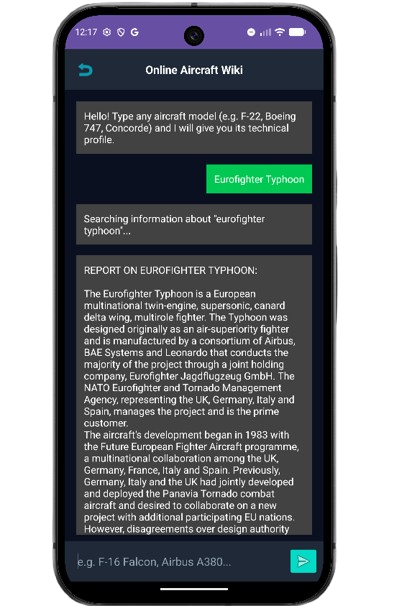 12:17 G
Online Aircraft Wiki
Hello! Type any aircraft model (e.g. F-22, Boeing
747, Concorde) and I will give you its technical
profile.
Eurofighter Typhoon
Searching information about "eurofighter
typhoon"...
REPORT ON EUROFIGHTER TYPHOON:
The Eurofighter Typhoon is a European
multinational twin-engine, supersonic, canard
delta wing, multirole fighter. The Typhoon was
designed originally as an air-superiority fighter
and is manufactured by a consortium of Airbus,
BAE Systems and Leonardo that conducts the
majority of the project through a joint holding
company, Eurofighter Jagdflugzeug GmbH. The
NATO Eurofighter and Tornado Management
Agency, representing the UK, Germany, Italy and
Spain, manages the project and is the prime
customer.
The aircraft's development began in 1983 with
the Future European Fighter Aircraft programme,
a multinational collaboration among the UK,
Germany, France, Italy and Spain. Previously,
Germany, Italy and the UK had jointly developed
and deployed the Panavia Tornado combat
aircraft and desired to collaborate on a new
project with additional participating EU nations.
However, disagreements over design authority
e.g. F-16 Falcon, Airbus A380...